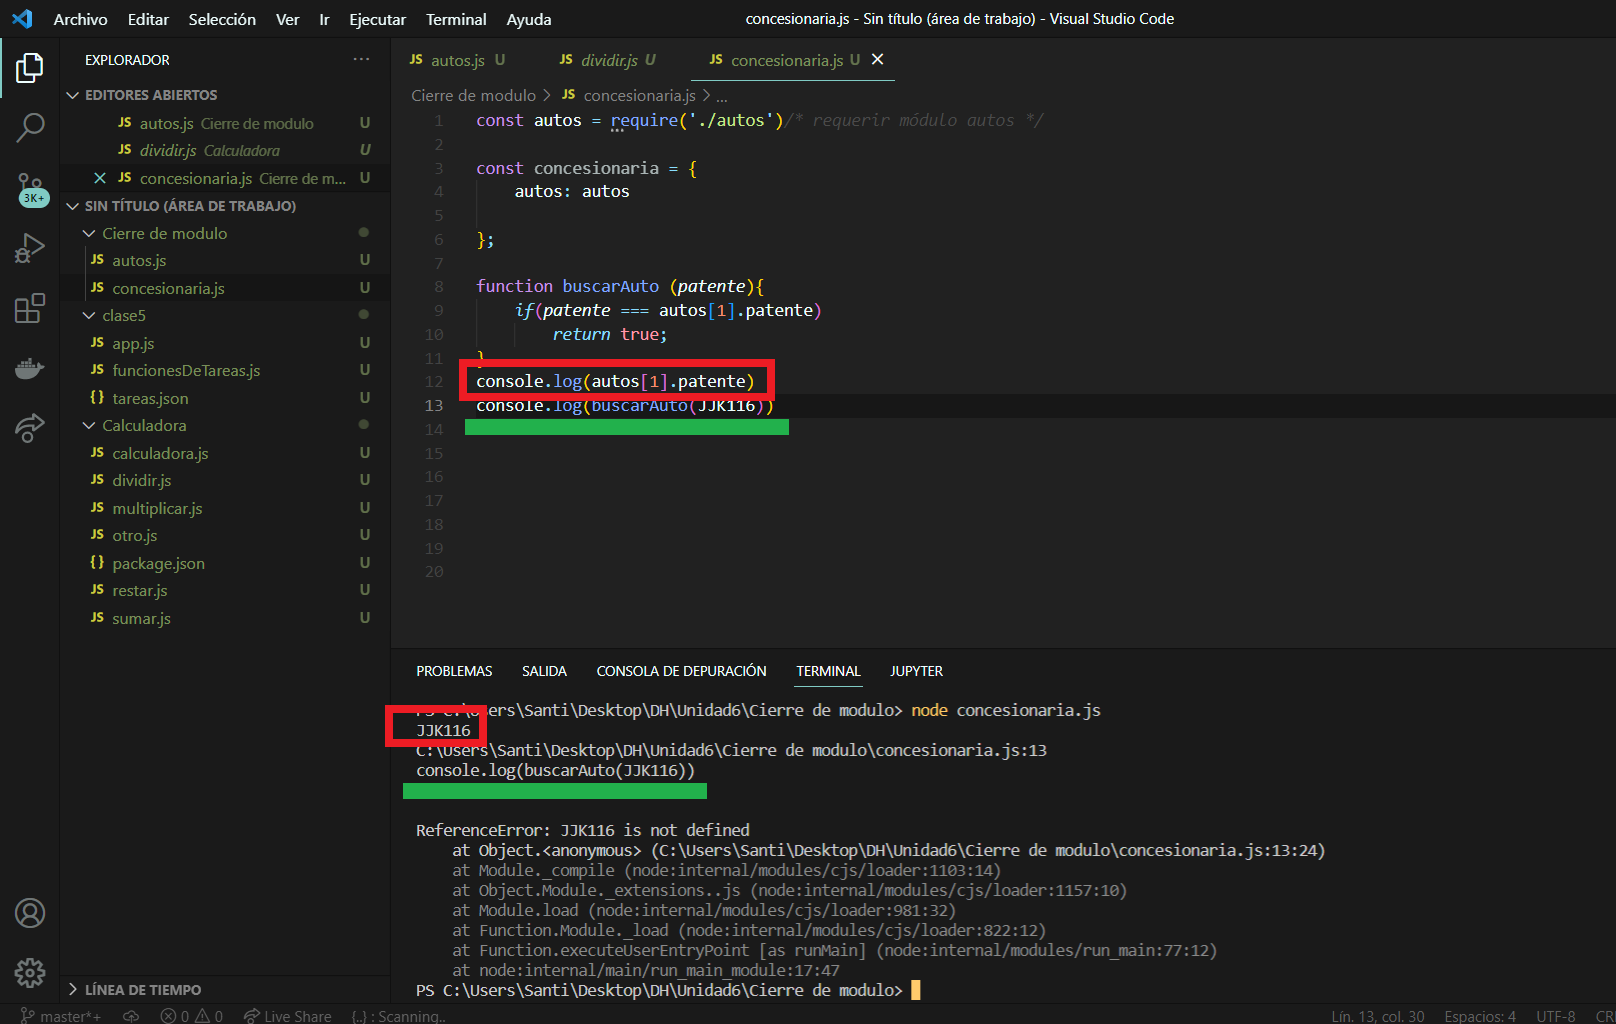 Archivo Editar Selección Ver Ir Ejecutar Terminal Ayuda
concesionaria.js - Sin título (área de trabajo) - Visual Studio Code
EXPLORADOR
EDITORES ABIERTOS
JS autos.js Cierre de modulo U
JS dividir.js Calculadora U
JS concesionaria.js Cierre de m... U
3K+
SIN TÍTULO (ÁREA DE TRABAJO)
Cierre de modulo
JS autos.js U
JS concesionaria.js U
clase5
JS app.js U
JS funcionesDeTareas.js U
{} tareas.json U
Calculadora
JS calculadora.js U
JS dividir.js U
JS multiplicar.js U
JS otro.js U
{} package.json U
JS restar.js U
JS sumar.js U
LÍNEA DE TIEMPO
JS autos.js U JS dividir.js U JS concesionaria.js U
Cierre de modulo > JS concesionaria.js > ...
1 const autos = require('./autos')/* requerir módulo autos */
2
3 const concesionaria = {
4 autos: autos
5
6 };
7
8 function buscarAuto (patente){
9 if(patente === autos[1].patente)
10 return true;
11 }
12 console.log(autos[1].patente)
13 console.log(buscarAuto(JJK116))
14
15
16
17
18
19
20
PROBLEMAS SALIDA CONSOLA DE DEPURACIÓN TERMINAL JUPYTER
PS C:\Users\Santi\Desktop\DH\Unidad6\Cierre de modulo> node concesionaria.js
JJK116
C:\Users\Santi\Desktop\DH\Unidad6\Cierre de modulo\concesionaria.js:13
console.log(buscarAuto(JJK116))
ReferenceError: JJK116 is not defined
at Object.<anonymous> (C:\Users\Santi\Desktop\DH\Unidad6\Cierre de modulo\concesionaria.js:13:24)
at Module._compile (node:internal/modules/cjs/loader:1103:14)
at Object.Module._extensions..js (node:internal/modules/cjs/loader:1157:10)
at Module.load (node:internal/modules/cjs/loader:981:32)
at Function.Module._load (node:internal/modules/cjs/loader:822:12)
at Function.executeUserEntryPoint [as runMain] (node:internal/modules/run_main:77:12)
at node:internal/main/run_main_module:17:47
PS C:\Users\Santi\Desktop\DH\Unidad6\Cierre de modulo>
master*+ 0 0 Live Share {..} : Scanning.. Lín. 13, col. 30 Espacios: 4 UTF-8 CR